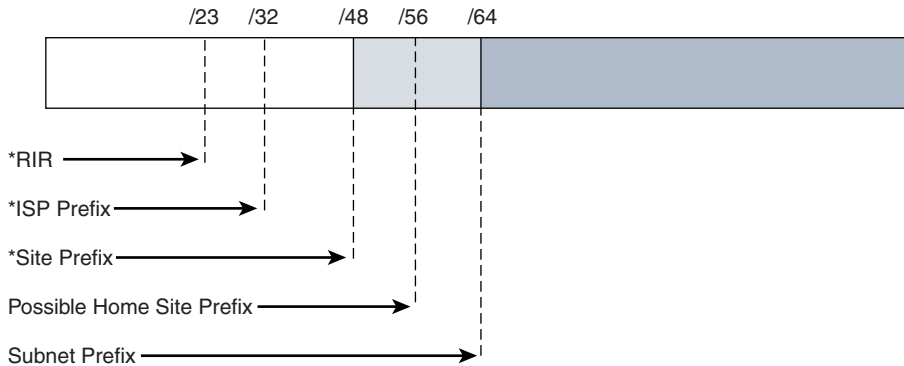 /23 /32 /48 /56 /64
*RIR
*ISP Prefix
*Site Prefix
Possible Home Site Prefix
Subnet Prefix